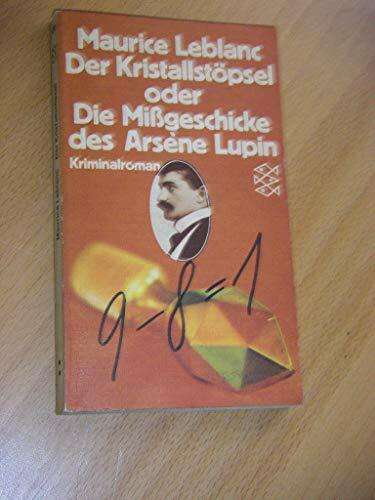 Maurice Leblanc
Der Kristallstöpsel
oder
Die Mißgeschicke
des Arsène Lupin
Kriminalroman
9-8=1